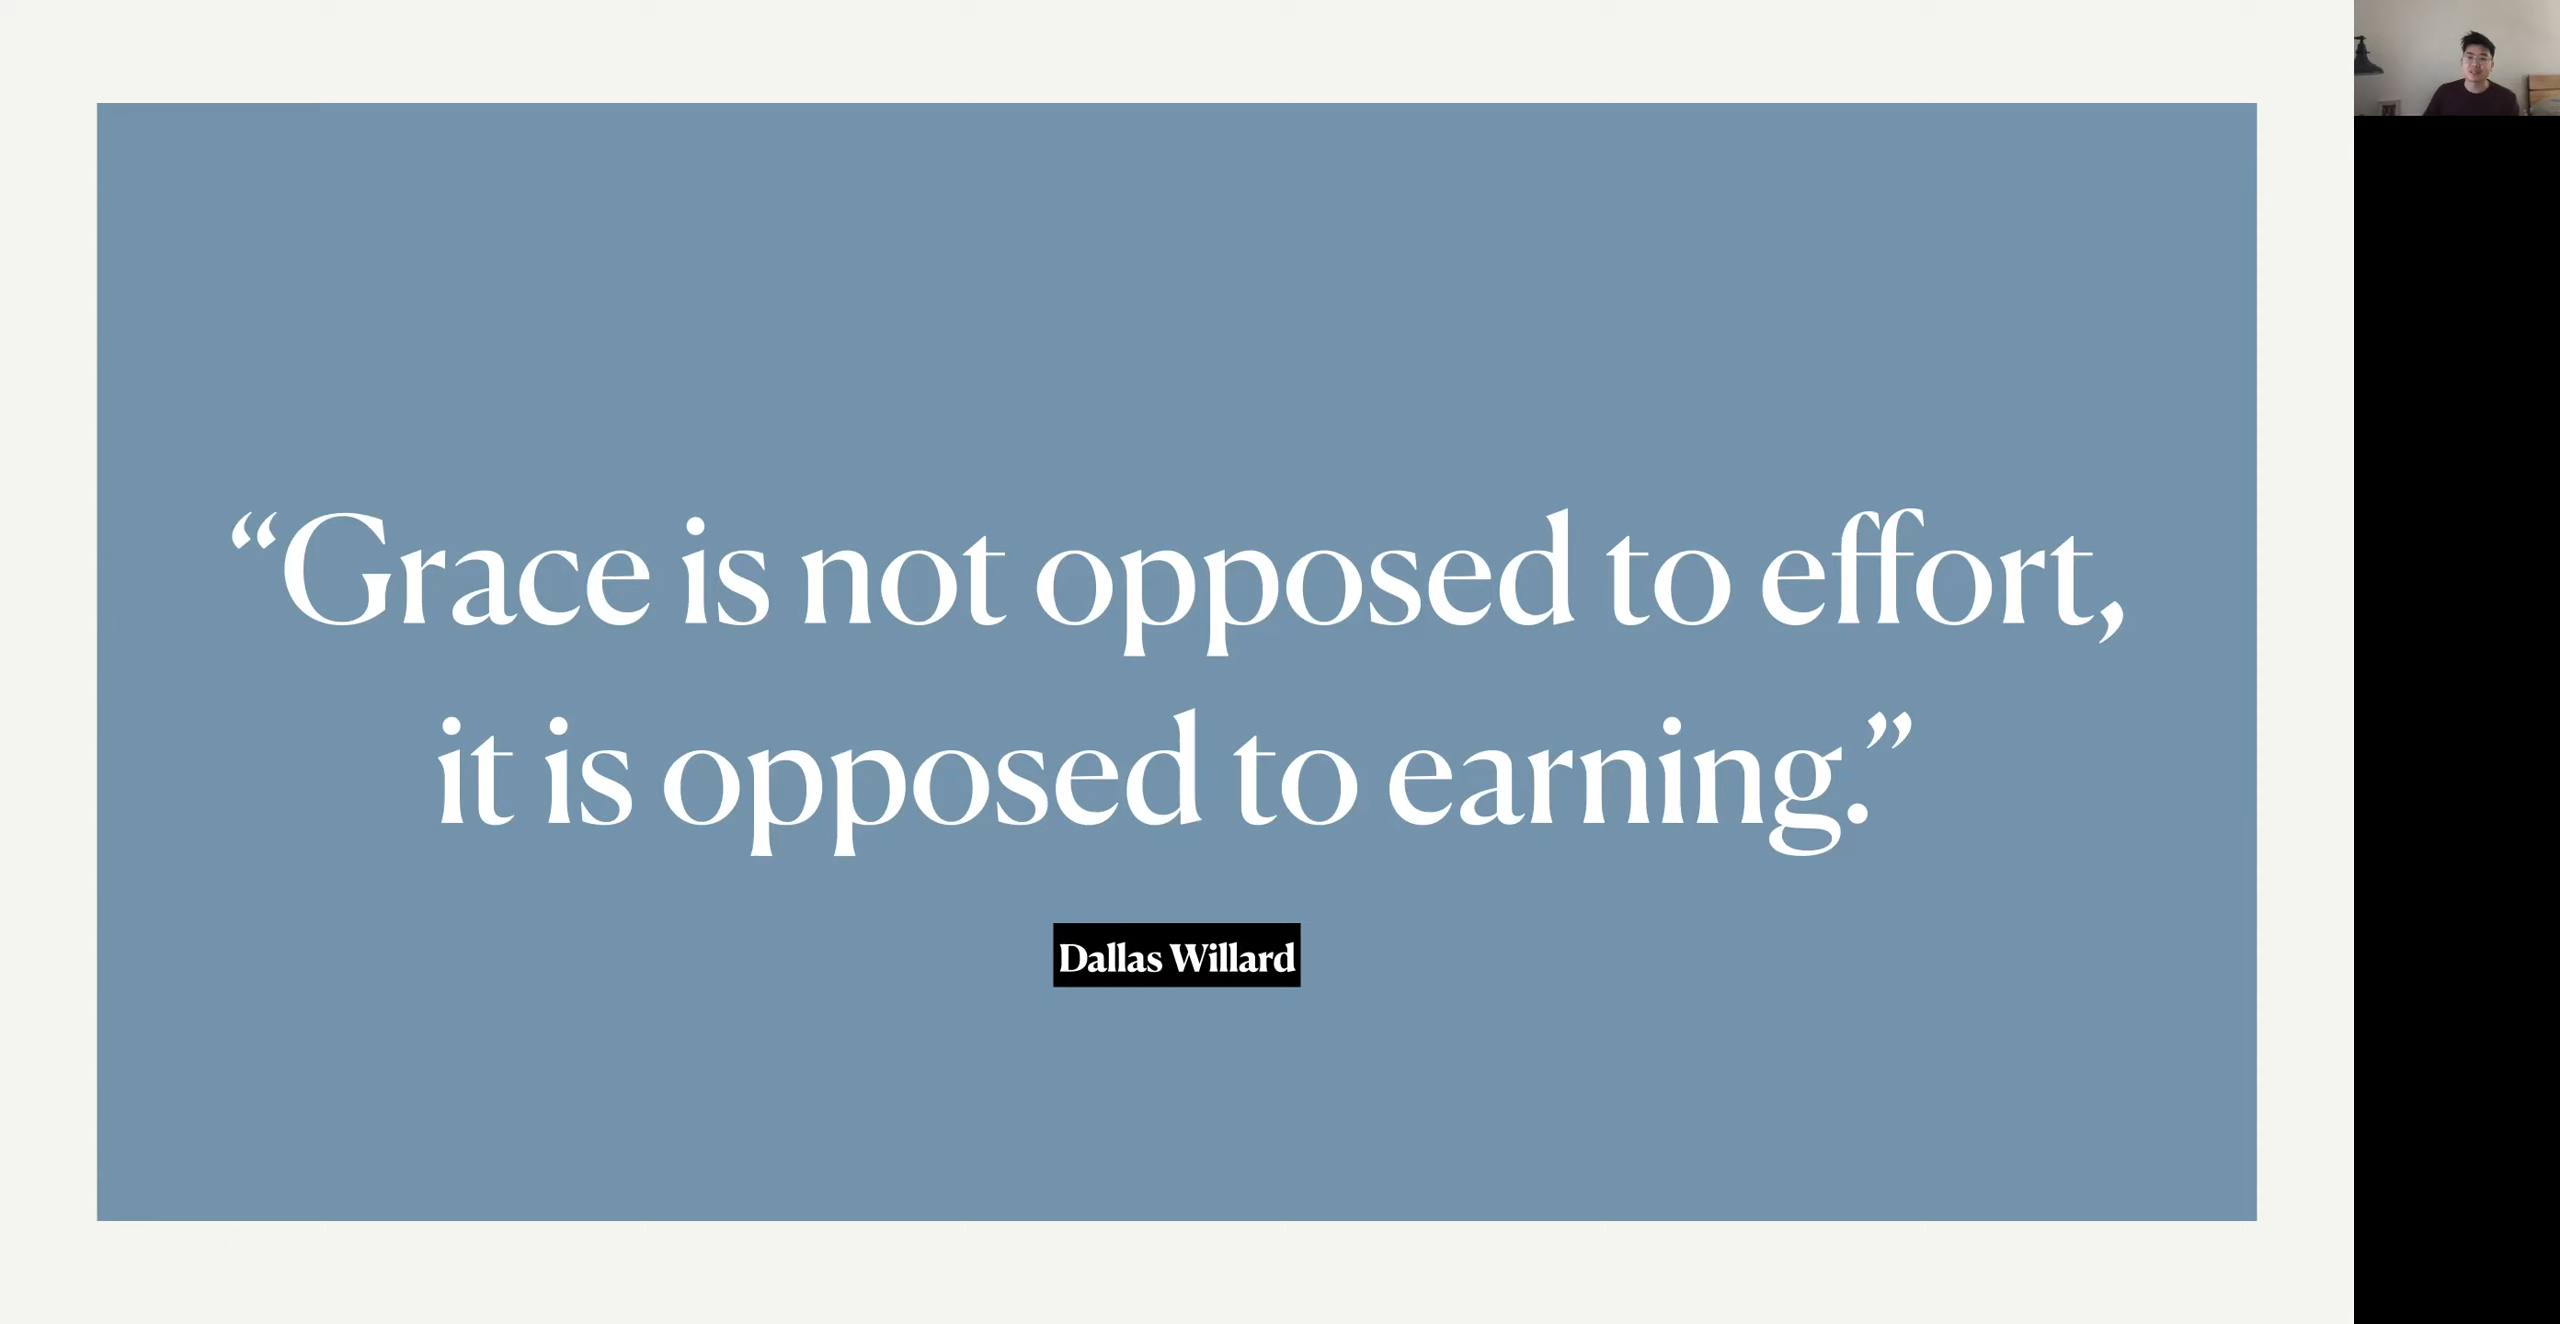 “Grace is not opposed to effort,
it is opposed to earning.”
Dallas Willard